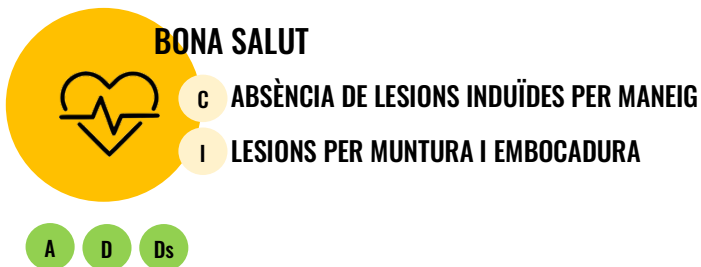 BONA SALUT
C ABSÈNCIA DE LESIONS INDUÏDES PER MANEIG
I LESIONS PER MUNTURA I EMBOCADURA
A D Ds